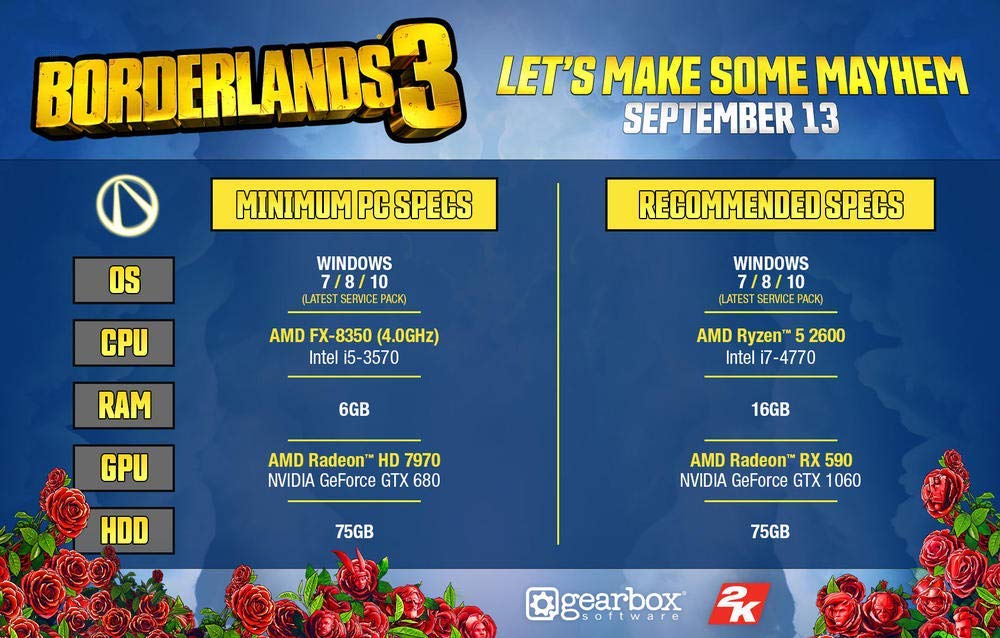 BORDERLANDS 3
LET'S MAKE SOME MAYHEM
SEPTEMBER 13
MINIMUM PC SPECS
RECOMMENDED SPECS
OS
WINDOWS
7 / 8 / 10
(LATEST SERVICE PACK)
WINDOWS
7 / 8 / 10
(LATEST SERVICE PACK)
CPU
AMD FX-8350 (4.0GHz)
Intel i5-3570
AMD Ryzen™ 5 2600
Intel i7-4770
RAM
6GB
16GB
GPU
AMD Radeon™ HD 7970
NVIDIA GeForce GTX 680
AMD Radeon™ RX 590
NVIDIA GeForce GTX 1060
HDD
75GB
75GB
gearbox®
software
2K